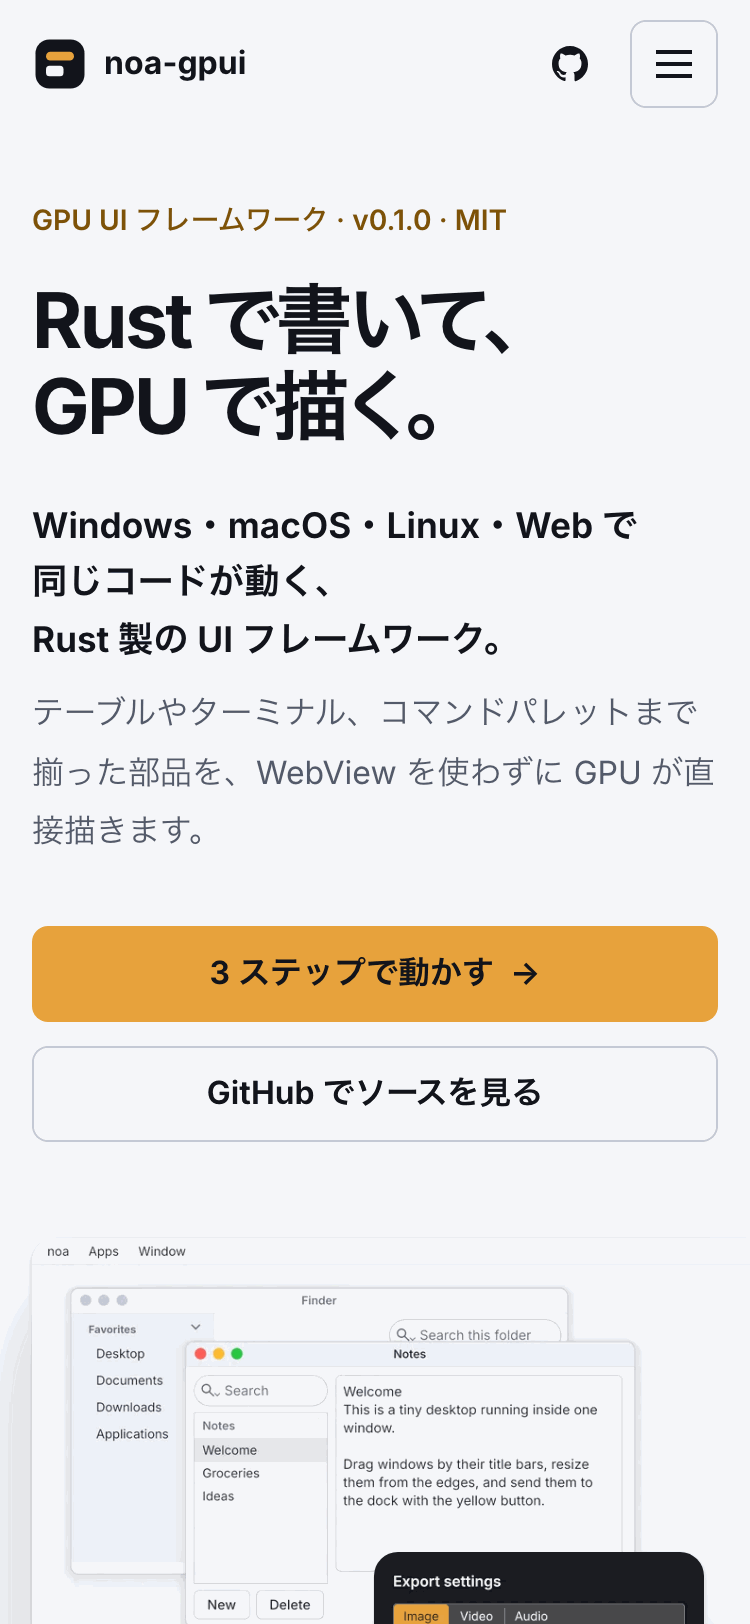 noa-gpui
GPU UI フレームワーク · v0.1.0 · MIT
Rust で書いて、
GPU で描く。
Windows・macOS・Linux・Web で
同じコードが動く、
Rust 製の UI フレームワーク。
テーブルやターミナル、コマンドパレットまで
揃った部品を、WebView を使わずに GPU が直
接描きます。
3 ステップで動かす →
GitHub でソースを見る
noa Apps Window
Finder
Favorites
Search this folder
Desktop
Documents
Downloads
Applications
Notes
Search
Notes
Welcome
Groceries
Ideas
New Delete
Welcome
This is a tiny desktop running inside one
window.
Drag windows by their title bars, resize
them from the edges, and send them to
the dock with the yellow button.
Export settings
Image Video Audio